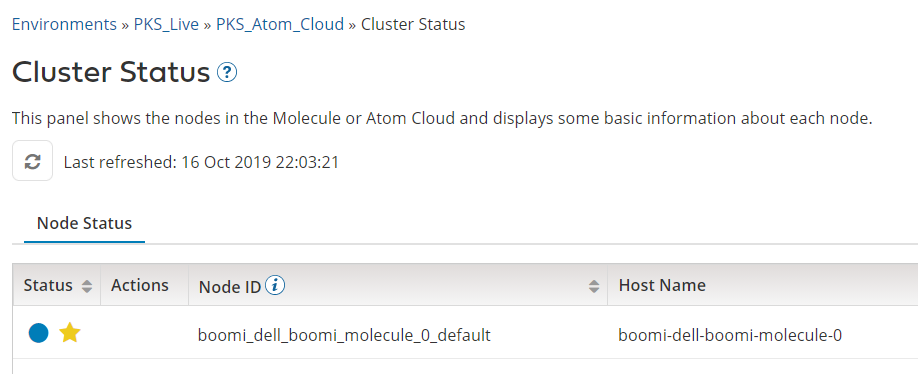 Environments » PKS_Live » PKS_Atom_Cloud » Cluster Status
Cluster Status ?
This panel shows the nodes in the Molecule or Atom Cloud and displays some basic information about each node.
Last refreshed: 16 Oct 2019 22:03:21
Node Status
Status Actions Node ID i Host Name
boomi_dell_boomi_molecule_0_default boomi-dell-boomi-molecule-0